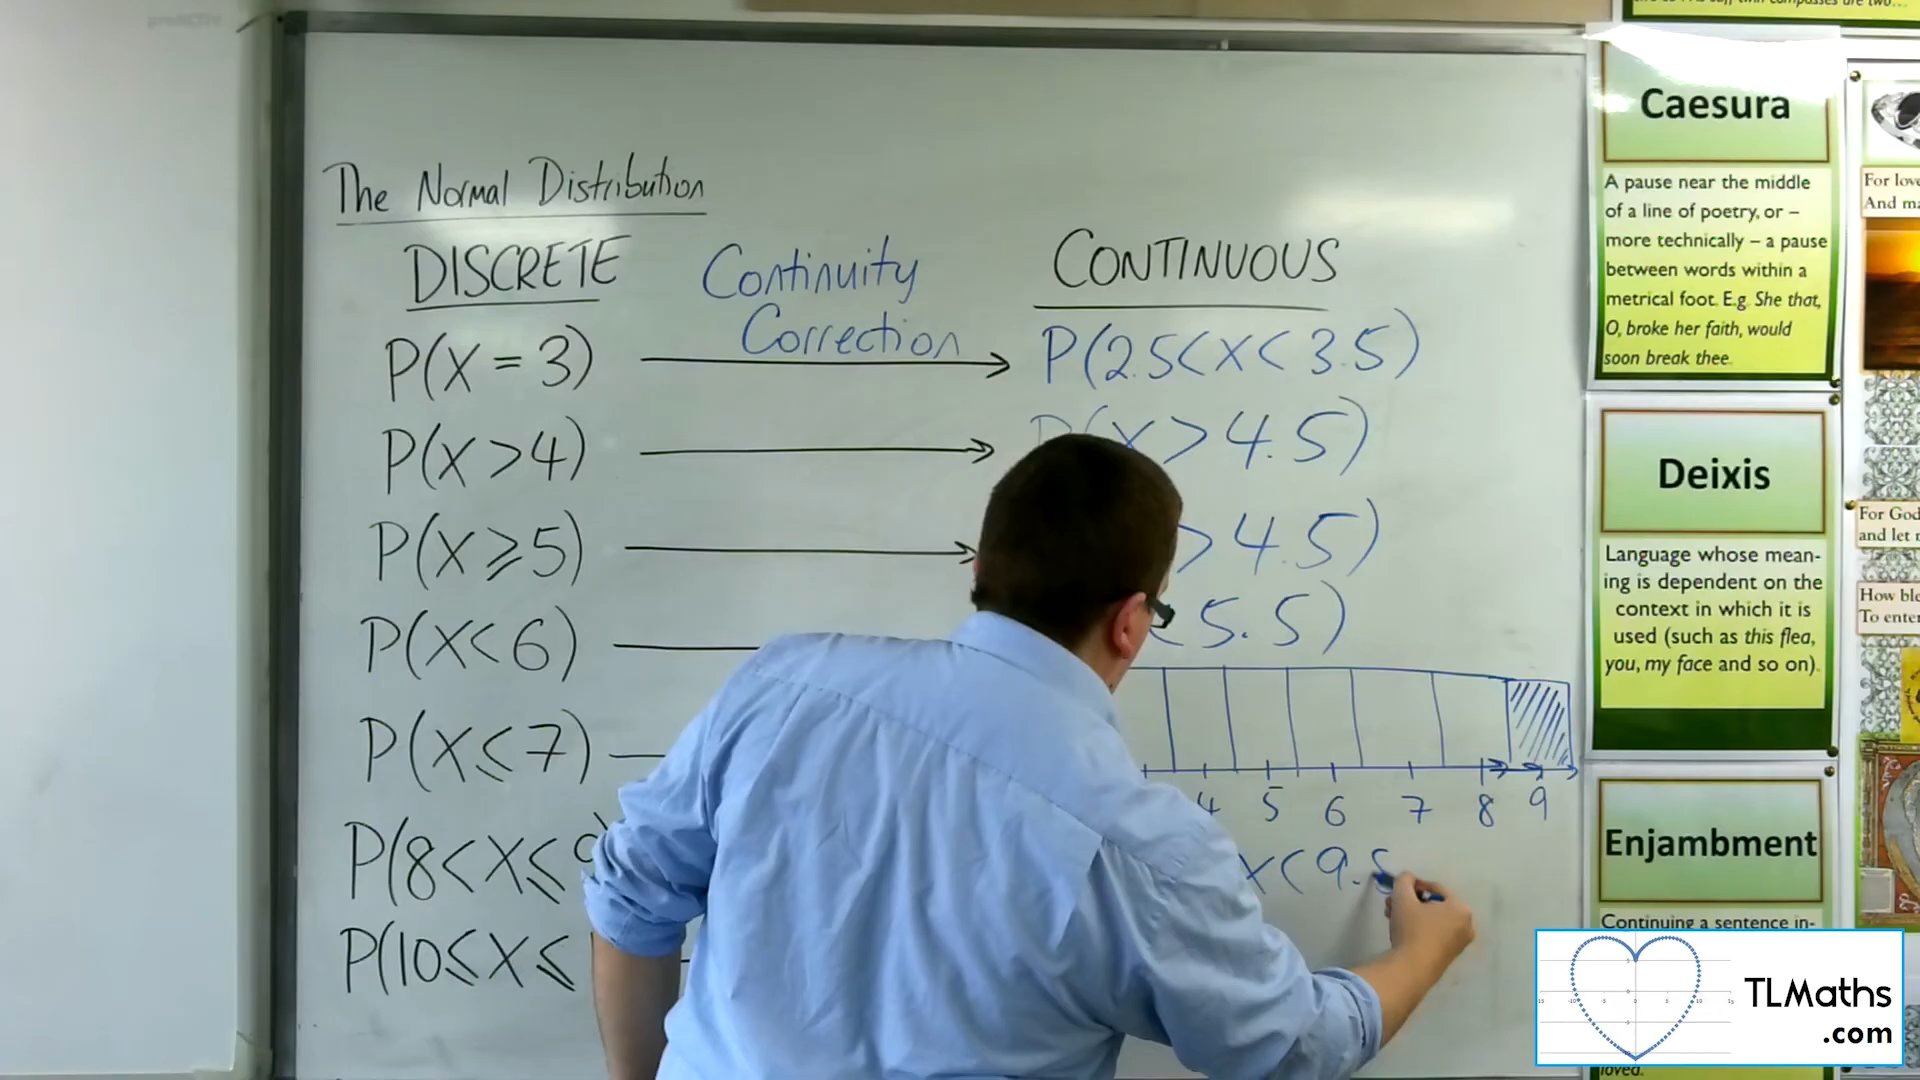 The Normal Distribution
DISCRETE
Continuity
Correction
CONTINUOUS
P(X = 3)
P(2.5<X<3.5)
P(X>4)
P(X>4.5)
P(X⩾5)
>4.5)
P(X<6)
<5.5)
P(X⩽7)
4 5 6 7 8 9
P(8<X⩽9)
X<9.5
P(10⩽X⩽
Caesura
A pause near the middle
of a line of poetry, or –
more technically – a pause
between words within a
metrical foot. E.g. She that,
O, broke her faith, would
soon break thee.
Deixis
Language whose mean-
ing is dependent on the
context in which it is
used (such as this flea,
you, my face and so on).
Enjambment
Continuing a sentence in-
loved.
For love
And
For God
and let
How
To enter
TLMaths
.com